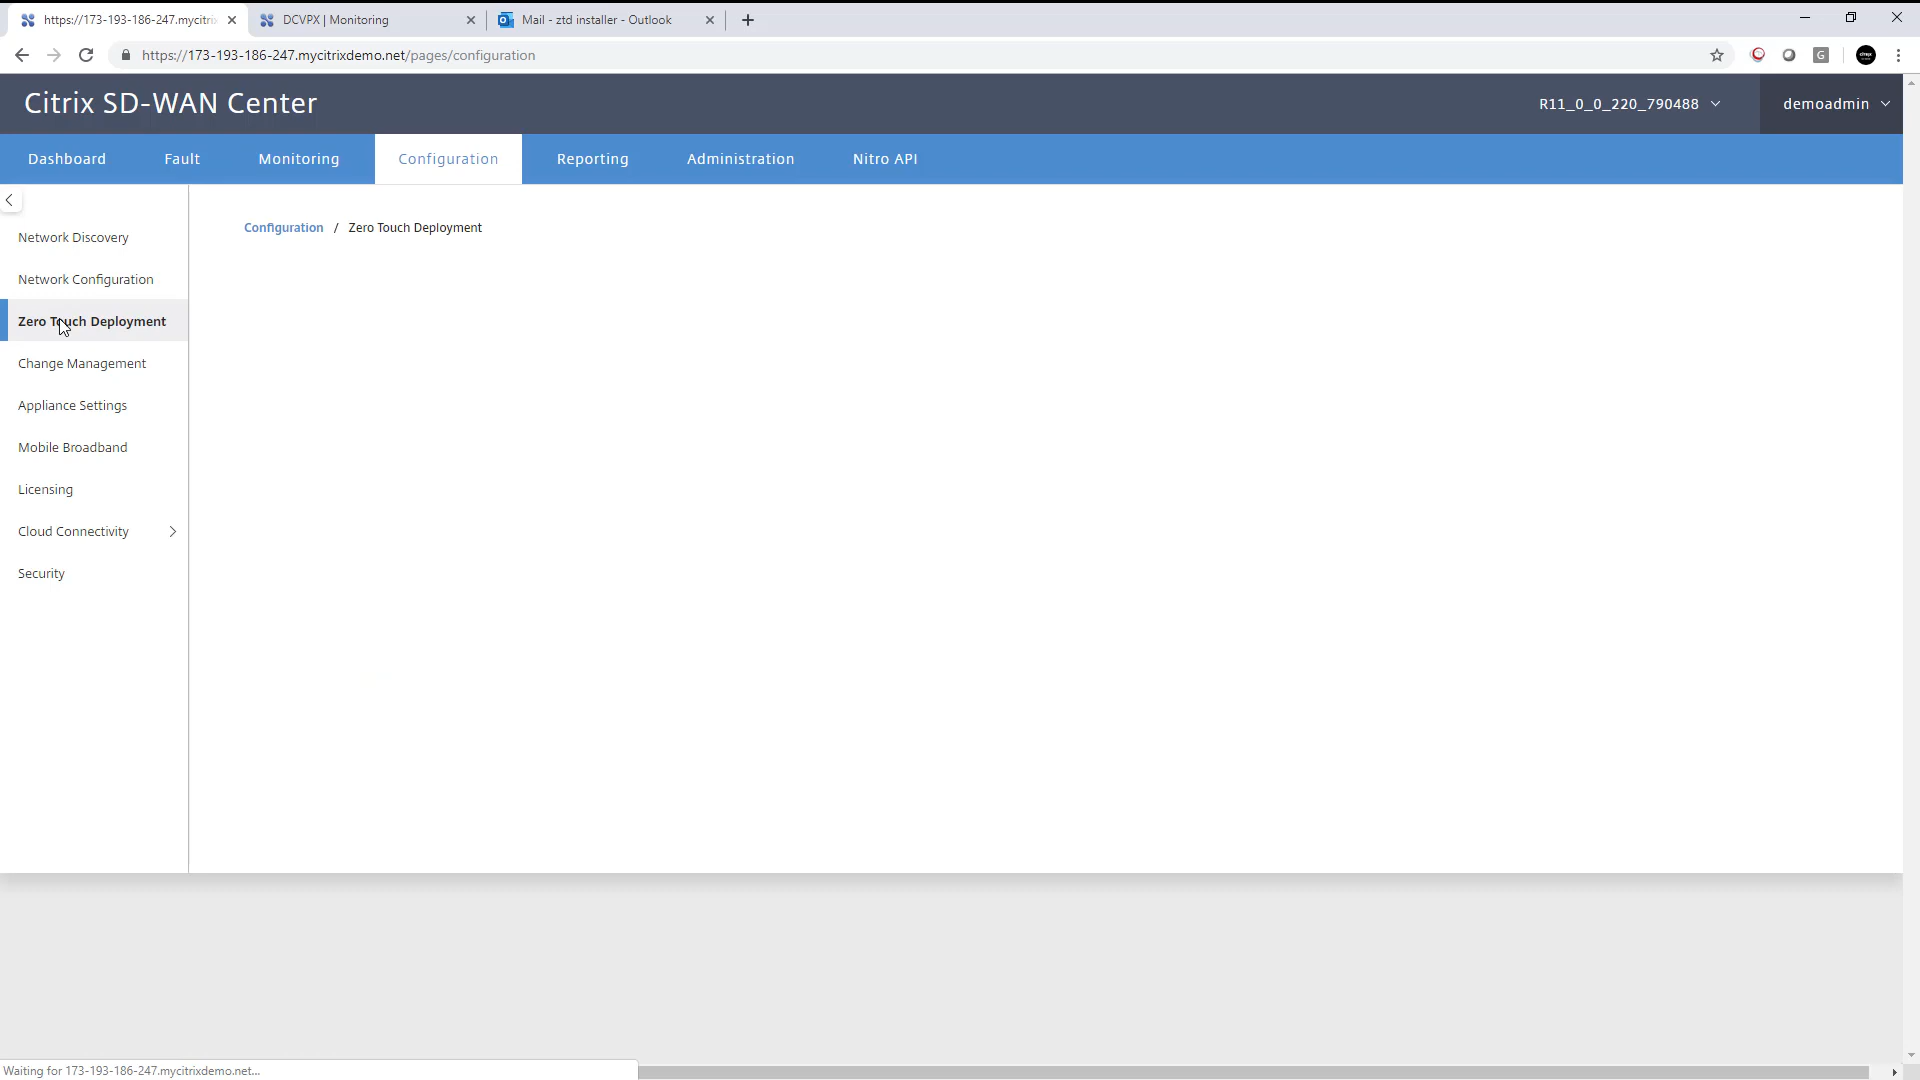 https://173-193-186-247.mycitri
DCVPX | Monitoring
Mail - ztd installer - Outlook
https://173-193-186-247.mycitrixdemo.net/pages/configuration
Citrix SD-WAN Center
R11_0_0_220_790488
demoadmin
Dashboard
Fault
Monitoring
Configuration
Reporting
Administration
Nitro API
Configuration / Zero Touch Deployment
Network Discovery
Network Configuration
Zero Touch Deployment
Change Management
Appliance Settings
Mobile Broadband
Licensing
Cloud Connectivity
Security
Waiting for 173-193-186-247.mycitrixdemo.net...